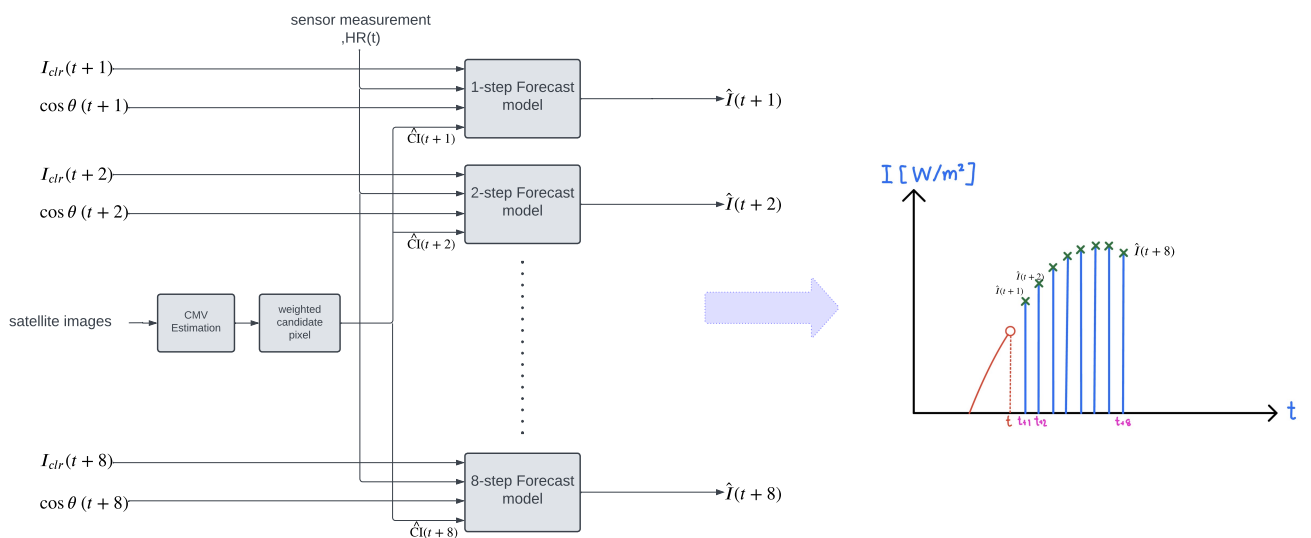 sensor measurement
,HR(t)
I_clr(t + 1)
cos θ (t + 1)
1-step Forecast
model
Î(t + 1)
ĈI(t + 1)
I_clr(t + 2)
cos θ (t + 2)
2-step Forecast
model
Î(t + 2)
ĈI(t + 2)
satellite images
CMV
Estimation
weighted
candidate
pixel
I_clr(t + 8)
cos θ (t + 8)
8-step Forecast
model
Î(t + 8)
ĈI(t + 8)
I [W/m²]
Î(t + 8)
Î(t+2)
Î(t+1)
t
t+1
t+2
t+8
t